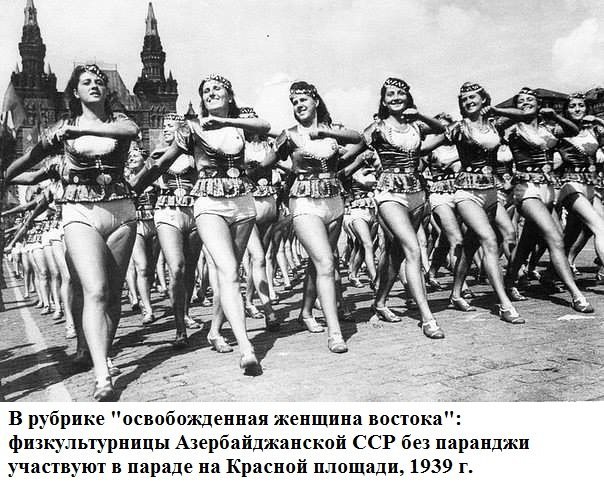 В рубрике "освобожденная женщина востока":
физкультурницы Азербайджанской ССР без паранджи
участвуют в параде на Красной площади, 1939 г.